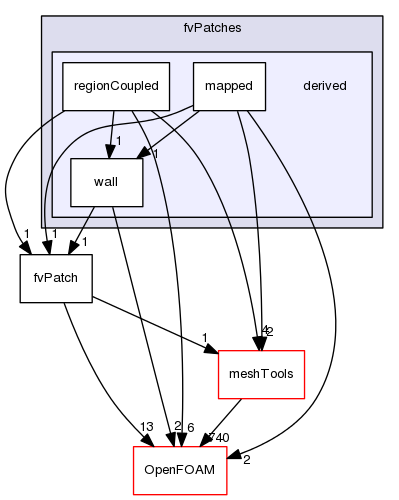 fvPatches
regionCoupled
mapped
derived
1
1
wall
1
1
1
fvPatch
1
4
2
meshTools
13
2
6
740
2
OpenFOAM